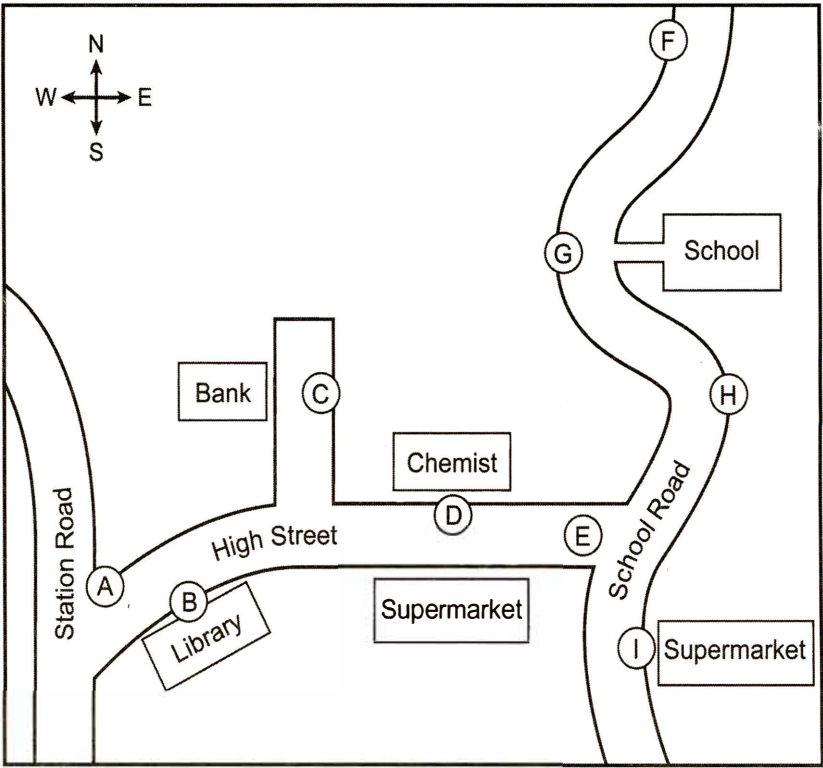 N
W
E
S
F
G
School
Bank
C
H
Chemist
D
E
High Street
School Road
Station Road
A
B
Library
Supermarket
I
Supermarket